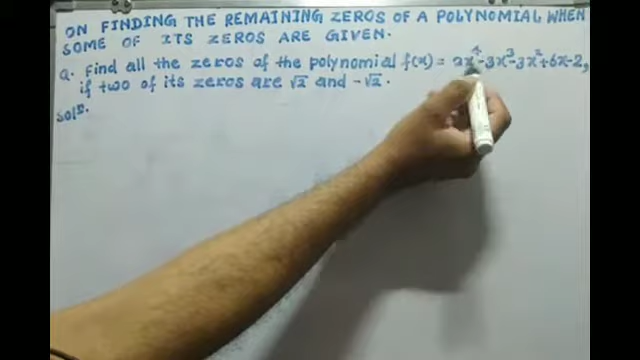 ON FINDING THE REMAINING ZEROS OF A POLYNOMIAL WHEN
SOME OF ITS ZEROS ARE GIVEN.
Q. Find all the zeros of the polynomial f(x) = 2x⁴-3x³-3x²+6x-2,
if two of its zeros are √2 and -√2.
Solⁿ.